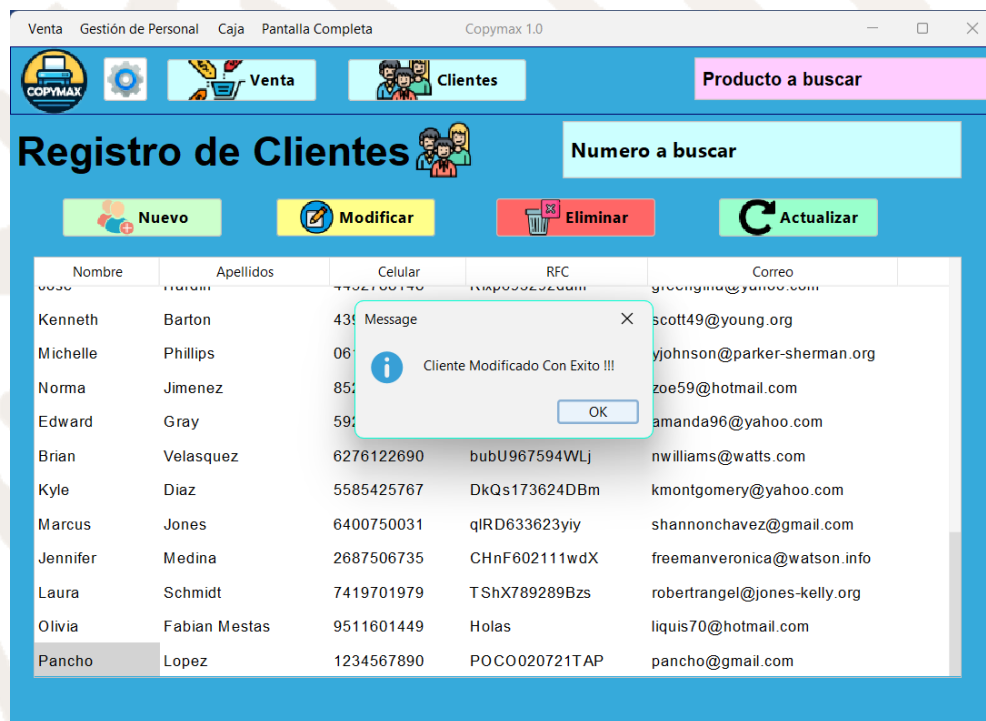 Venta Gestión de Personal Caja Pantalla Completa Copymax 1.0
COPYMAX Venta Clientes Producto a buscar
Registro de Clientes Numero a buscar
Nuevo Modificar Eliminar Actualizar
Nombre Apellidos Celular RFC Correo
Kenneth Barton scott49@young.org
Message
Michelle Phillips yjohnson@parker-sherman.org
Cliente Modificado Con Exito !!!
Norma Jimenez zoe59@hotmail.com
OK
Edward Gray amanda96@yahoo.com
Brian Velasquez 6276122690 bubU967594WLj nwilliams@watts.com
Kyle Diaz 5585425767 DkQs173624DBm kmontgomery@yahoo.com
Marcus Jones 6400750031 shannonchavez@gmail.com
Jennifer Medina 2687506735 CHnF602111wdX freemanveronica@watson.info
Laura Schmidt 7419701979 TShX789289Bzs robertrangel@jones-kelly.org
Olivia Fabian Mestas 9511601449 Holas liquis70@hotmail.com
Pancho Lopez 1234567890 POCO020721TAP pancho@gmail.com